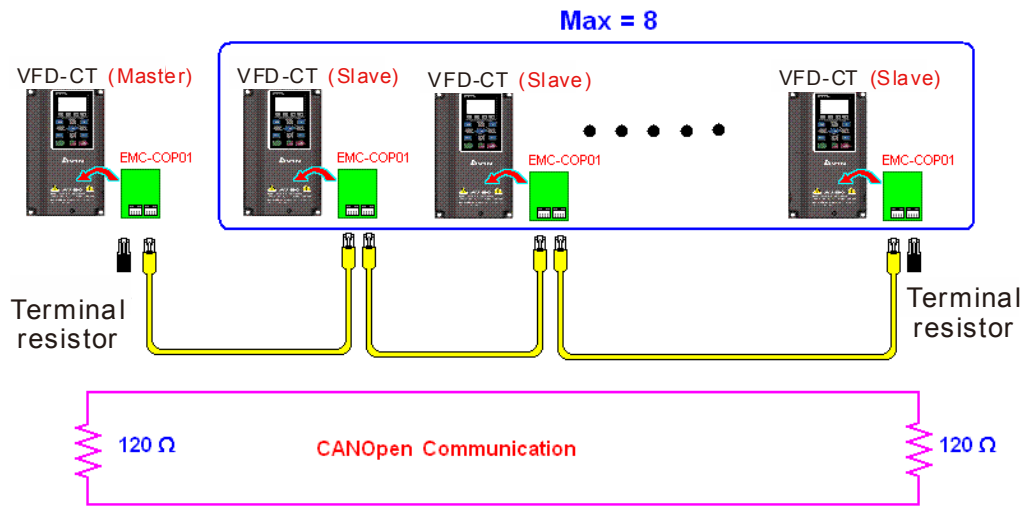 Max = 8
VFD-CT (Master)
VFD-CT (Slave)
VFD-CT (Slave)
VFD-CT (Slave)
EMC-COP01
EMC-COP01
EMC-COP01
EMC-COP01
Terminal
resistor
Terminal
resistor
120 Ω
CANOpen Communication
120 Ω